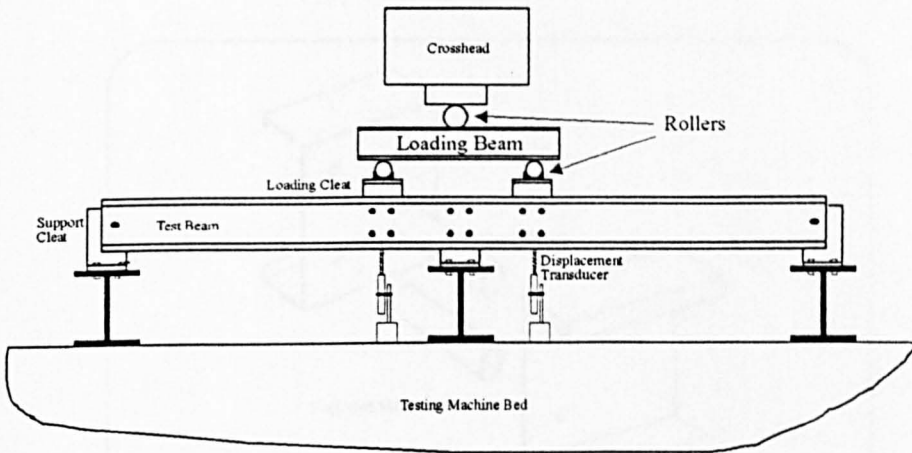 Crosshead
Rollers
Loading Beam
Loading Cleat
Support
Cleat
Test Beam
Displacement
Transducer
Testing Machine Bed